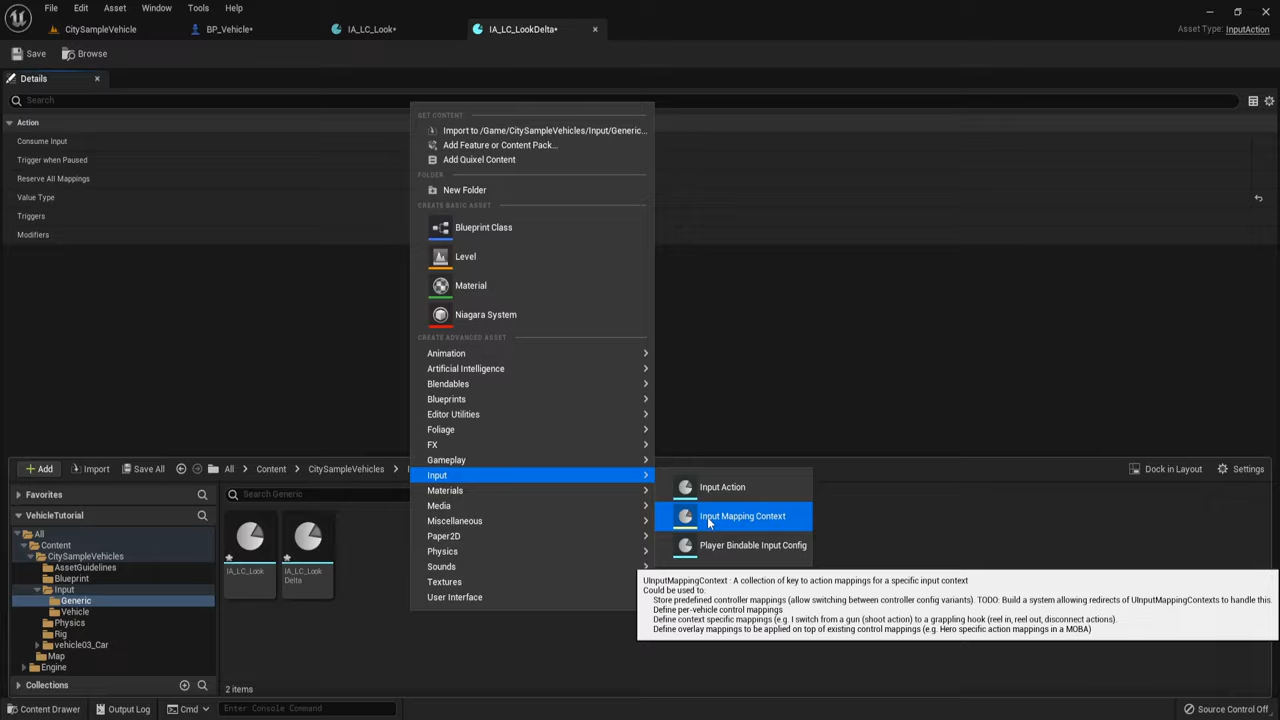 File Edit Asset Window Tools Help
CitySampleVehicle BP_Vehicle* IA_LC_Look* IA_LC_LookDelta*
Asset Type: InputAction
Save Browse
Details
Search
Action
Consume Input
Trigger when Paused
Reserve All Mappings
Value Type
Triggers
Modifiers
GET CONTENT
Import to /Game/CitySampleVehicles/Input/Generic...
Add Feature or Content Pack...
Add Quixel Content
FOLDER
New Folder
CREATE BASIC ASSET
Blueprint Class
Level
Material
Niagara System
CREATE ADVANCED ASSET
Animation
Artificial Intelligence
Blendables
Blueprints
Editor Utilities
Foliage
FX
Gameplay
Input
Materials
Media
Miscellaneous
Paper2D
Physics
Sounds
Textures
User Interface
Input Action
Input Mapping Context
Player Bindable Input Config
UInputMappingContext : A collection of key to action mappings for a specific input context
Could be used to:
Store predefined controller mappings (allow switching between controller config variants). TODO: Build a system allowing redirects of UInputMappingContexts to handle this.
Define per-vehicle control mappings
Define context specific mappings (e.g. I switch from a gun (shoot action) to a grappling hook (reel in, reel out, disconnect actions).
Define overlay mappings to be applied on top of existing control mappings (e.g. Hero specific action mappings in a MOBA)
Add Import Save All All Content CitySampleVehicles
Dock in Layout Settings
Favorites
Search Generic
VehicleTutorial
All
Content
CitySampleVehicles
AssetGuidelines
Blueprint
Input
Generic
Vehicle
Physics
Rig
vehicle03_Car
Map
Engine
Collections
IA_LC_Look
IA_LC_Look
Delta
2 items
Content Drawer Output Log Cmd Enter Console Command
Source Control Off